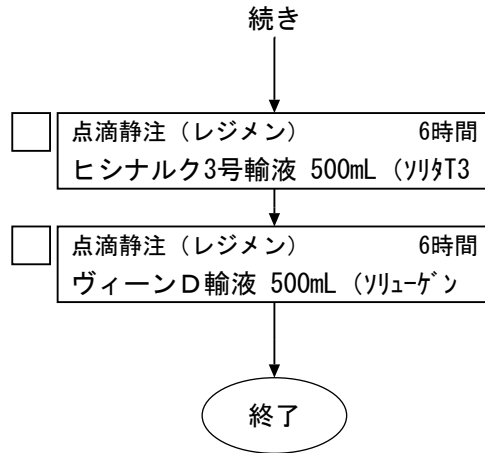 続き
点滴静注（レジメン） 6時間
ヒシナルク3号輸液 500mL（ｿﾘﾀT3
点滴静注（レジメン） 6時間
ヴィーンＤ輸液 500mL（ｿﾘｭｰｹﾞﾝ
終了